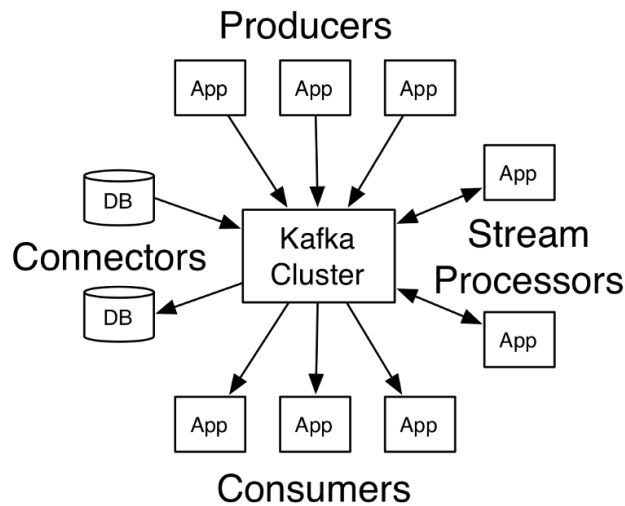 Producers
App
App
App
App
DB
Kafka
Cluster
Stream
Processors
Connectors
DB
App
App
App
App
Consumers